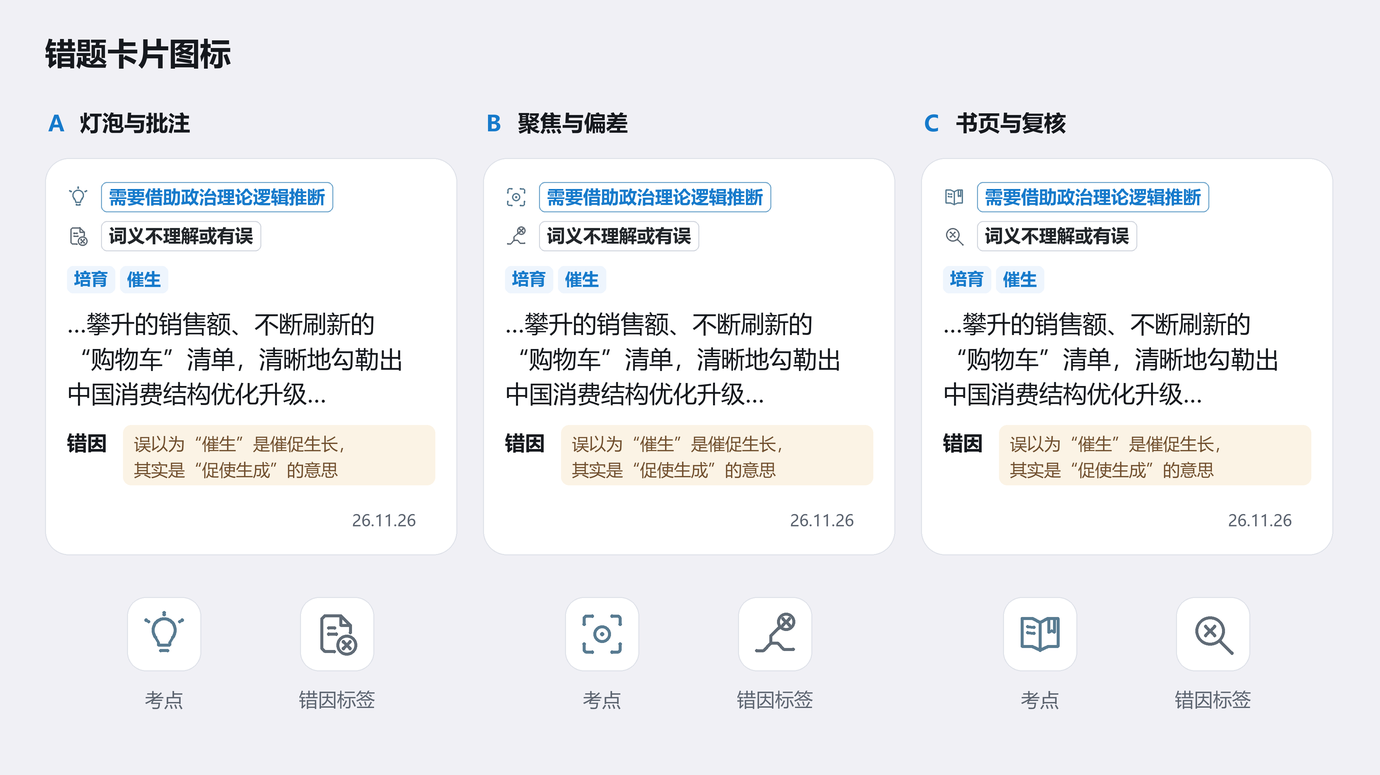 错题卡片图标
A 灯泡与批注
需要借助政治理论逻辑推断
词义不理解或有误
培育 催生
...攀升的销售额、不断刷新的
“购物车”清单，清晰地勾勒出
中国消费结构优化升级...
错因
误以为“催生”是催促生长，
其实是“促使生成”的意思
26.11.26
考点
错因标签
B 聚焦与偏差
需要借助政治理论逻辑推断
词义不理解或有误
培育 催生
...攀升的销售额、不断刷新的
“购物车”清单，清晰地勾勒出
中国消费结构优化升级...
错因
误以为“催生”是催促生长，
其实是“促使生成”的意思
26.11.26
考点
错因标签
C 书页与复核
需要借助政治理论逻辑推断
词义不理解或有误
培育 催生
...攀升的销售额、不断刷新的
“购物车”清单，清晰地勾勒出
中国消费结构优化升级...
错因
误以为“催生”是催促生长，
其实是“促使生成”的意思
26.11.26
考点
错因标签